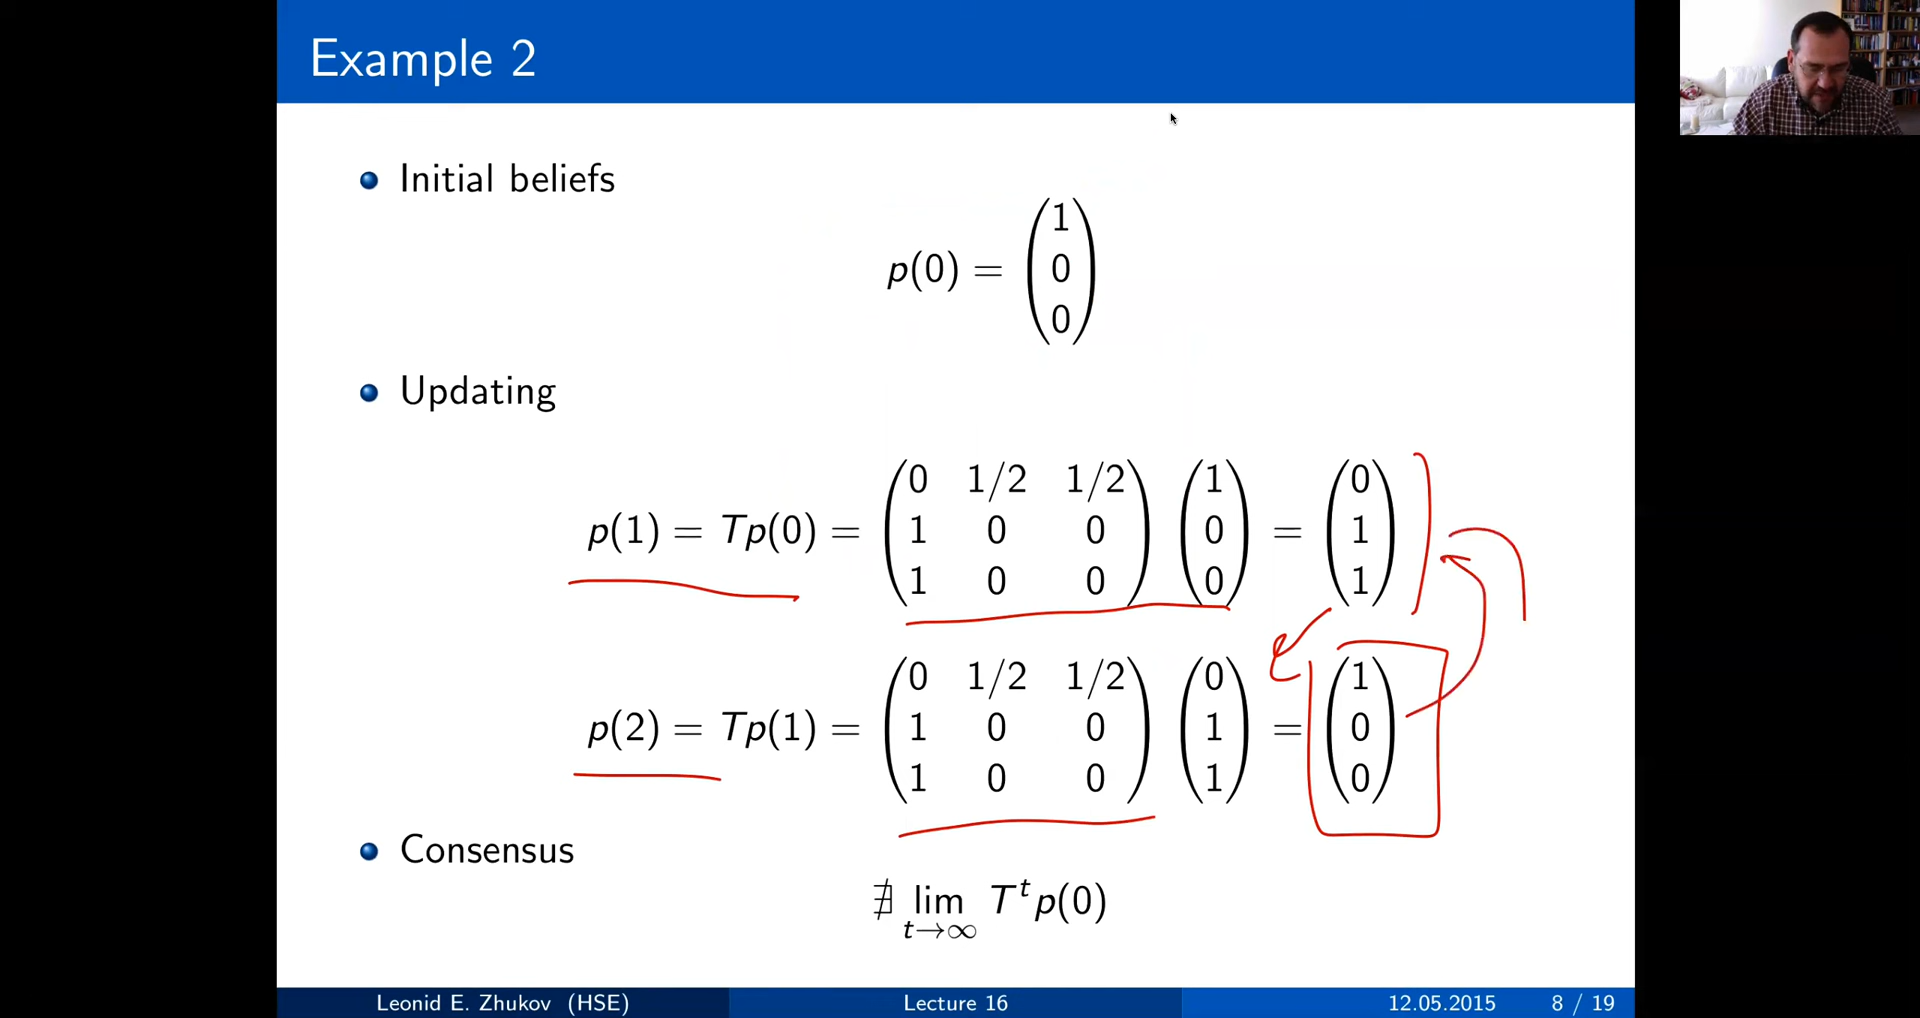 Example 2
Initial beliefs
p(0) = (1 0 0)
Updating
p(1) = Tp(0) = (0 1/2 1/2 1 0 0 1 0 0) (1 0 0) = (0 1 1)
p(2) = Tp(1) = (0 1/2 1/2 1 0 0 1 0 0) (0 1 1) = (1 0 0)
Consensus
∄ lim t→∞ T^t p(0)
Leonid E. Zhukov (HSE) Lecture 16 12.05.2015 8 / 19